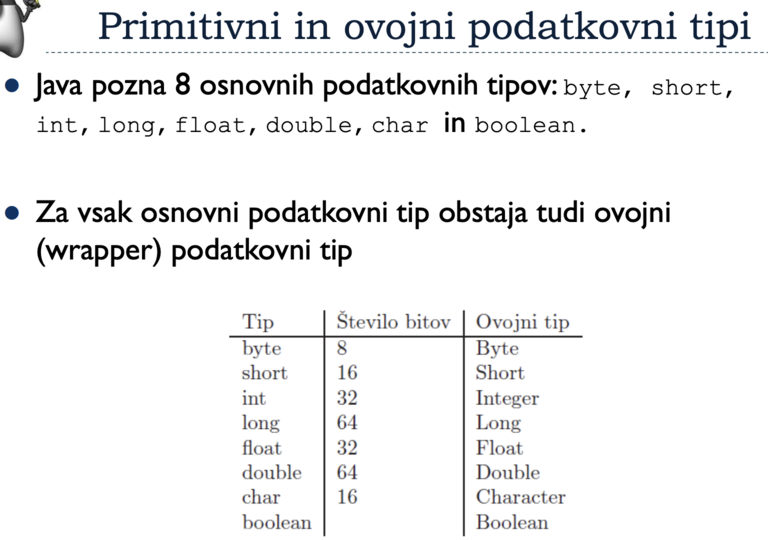 Primitivni in ovojni podatkovni tipi
• Java pozna 8 osnovnih podatkovnih tipov: byte, short,
int, long, float, double, char in boolean.
• Za vsak osnovni podatkovni tip obstaja tudi ovojni
(wrapper) podatkovni tip
Tip Število bitov Ovojni tip
byte 8 Byte
short 16 Short
int 32 Integer
long 64 Long
float 32 Float
double 64 Double
char 16 Character
boolean Boolean